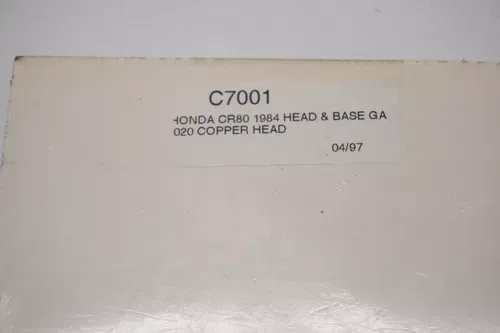 C7001
HONDA CR80 1984 HEAD & BASE GA
020 COPPER HEAD
04/97